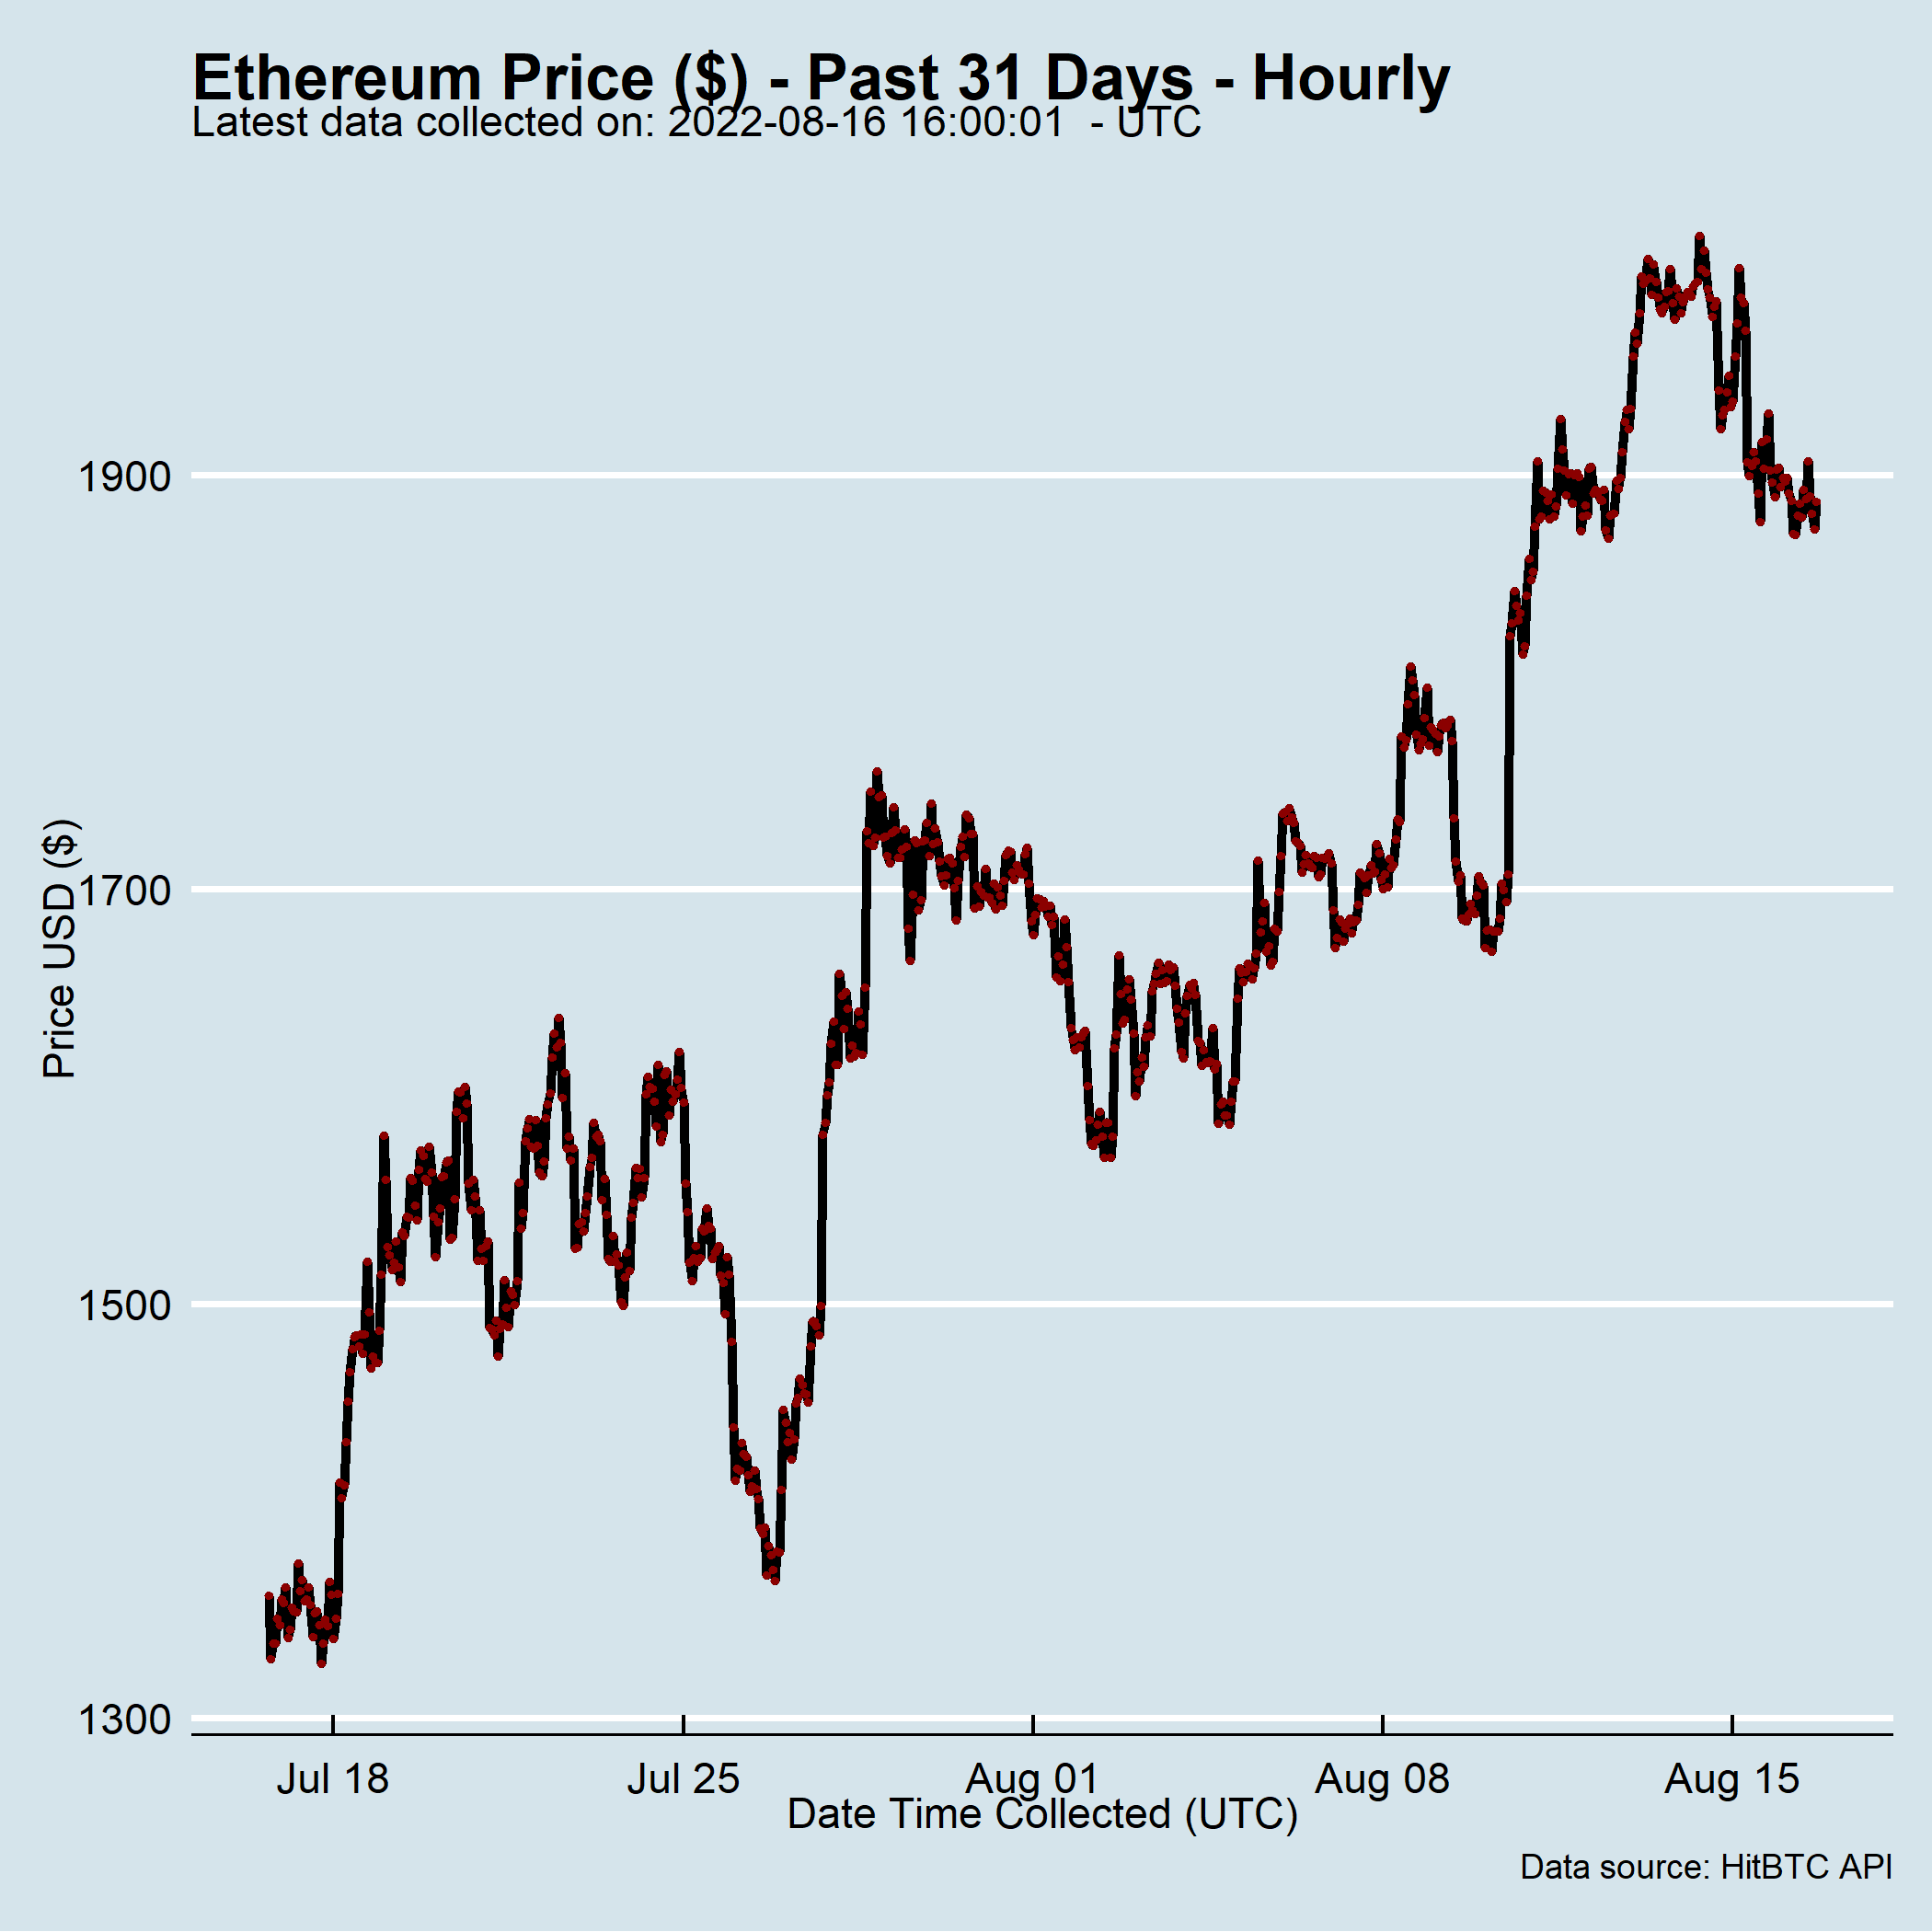 Ethereum Price ($) - Past 31 Days - Hourly
Latest data collected on: 2022-08-16 16:00:01  - UTC
1900
1700
1500
1300
Price USD ($)
Jul 18
Jul 25
Aug 01
Aug 08
Aug 15
Date Time Collected (UTC)
Data source: HitBTC API